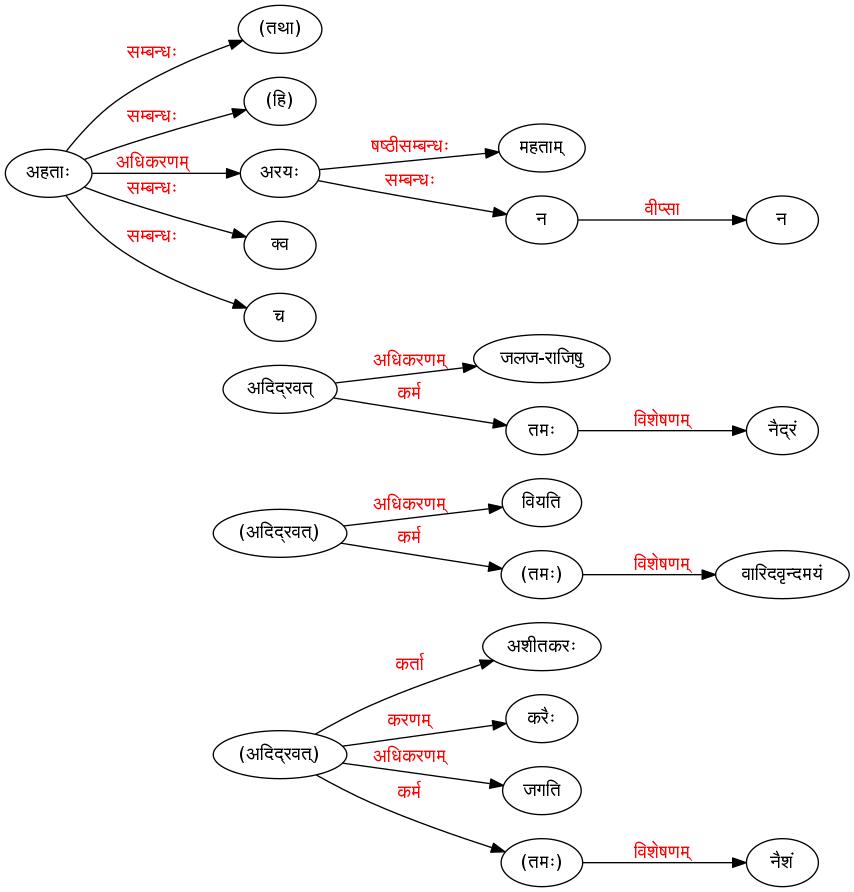 (तथा)
सम्बन्धः
(हि)
सम्बन्धः
महताम्
षष्ठीसम्बन्धः
अहताः
अधिकरणम्
अरयः
सम्बन्धः
सम्बन्धः
न
वीप्सा
न
क्व
सम्बन्धः
च
जलज-राजिषु
अधिकरणम्
अदिद्रवत्
कर्म
तमः
विशेषणम्
नैद्रं
वियति
अधिकरणम्
(अदिद्रवत्)
कर्म
(तमः)
विशेषणम्
वारिदवृन्दमयं
अशीतकरः
कर्ता
करणम्
करैः
(अदिद्रवत्)
अधिकरणम्
जगति
कर्म
(तमः)
विशेषणम्
नैशं